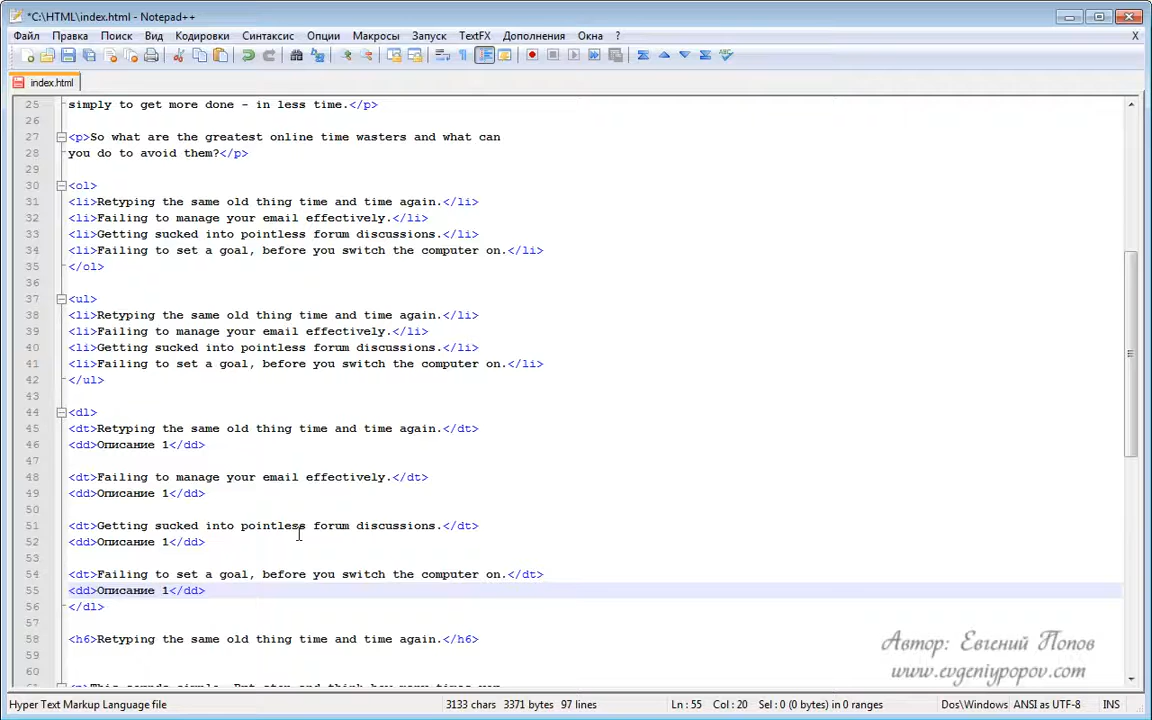 *C:\HTML\index.html - Notepad++
Файл Правка Поиск Вид Кодировки Синтаксис Опции Макросы Запуск TextFX Дополнения Окна ? X
index.html
25 simply to get more done - in less time.</p>
26
27 <p>So what are the greatest online time wasters and what can
28 you do to avoid them?</p>
29
30 <ol>
31 <li>Retyping the same old thing time and time again.</li>
32 <li>Failing to manage your email effectively.</li>
33 <li>Getting sucked into pointless forum discussions.</li>
34 <li>Failing to set a goal, before you switch the computer on.</li>
35 </ol>
36
37 <ul>
38 <li>Retyping the same old thing time and time again.</li>
39 <li>Failing to manage your email effectively.</li>
40 <li>Getting sucked into pointless forum discussions.</li>
41 <li>Failing to set a goal, before you switch the computer on.</li>
42 </ul>
43
44 <dl>
45 <dt>Retyping the same old thing time and time again.</dt>
46 <dd>Описание 1</dd>
47
48 <dt>Failing to manage your email effectively.</dt>
49 <dd>Описание 1</dd>
50
51 <dt>Getting sucked into pointless forum discussions.</dt>
52 <dd>Описание 1</dd>
53
54 <dt>Failing to set a goal, before you switch the computer on.</dt>
55 <dd>Описание 1</dd>
56 </dl>
57
58 <h6>Retyping the same old thing time and time again.</h6>
59
60
Автор: Евгений Попов
www.evgeniypopov.com
Hyper Text Markup Language file 3133 chars 3371 bytes 97 lines Ln : 55 Col : 20 Sel : 0 (0 bytes) in 0 ranges Dos\Windows ANSI as UTF-8 INS